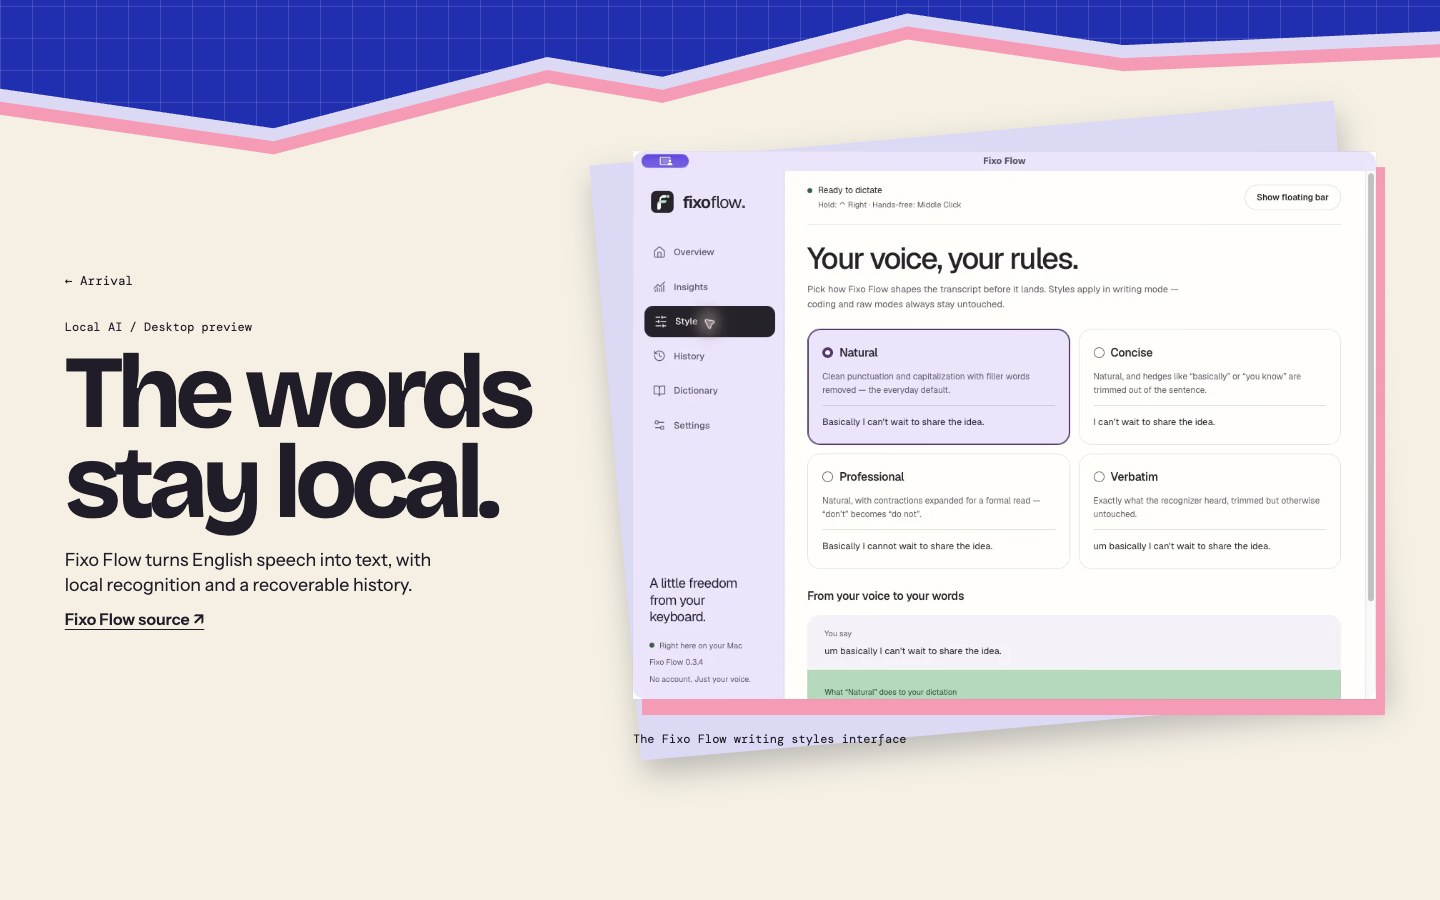 ← Arrival
Local AI / Desktop preview
The words
stay local.
Fixo Flow turns English speech into text, with
local recognition and a recoverable history.
Fixo Flow source ↗
Fixo Flow
fixoflow.
Overview
Insights
Style
History
Dictionary
Settings
A little freedom
from your
keyboard.
Right here on your Mac
Fixo Flow 0.3.4
No account. Just your voice.
Ready to dictate
Hold: ^ Right · Hands-free: Middle Click
Show floating bar
Your voice, your rules.
Pick how Fixo Flow shapes the transcript before it lands. Styles apply in writing mode —
coding and raw modes always stay untouched.
Natural
Clean punctuation and capitalization with filler words
removed — the everyday default.
Basically I can't wait to share the idea.
Concise
Natural, and hedges like “basically” or “you know” are
trimmed out of the sentence.
I can't wait to share the idea.
Professional
Natural, with contractions expanded for a formal read —
“don't” becomes “do not”.
Basically I cannot wait to share the idea.
Verbatim
Exactly what the recognizer heard, trimmed but otherwise
untouched.
um basically I can't wait to share the idea.
From your voice to your words
You say
um basically I can't wait to share the idea.
What “Natural” does to your dictation
The Fixo Flow writing styles interface